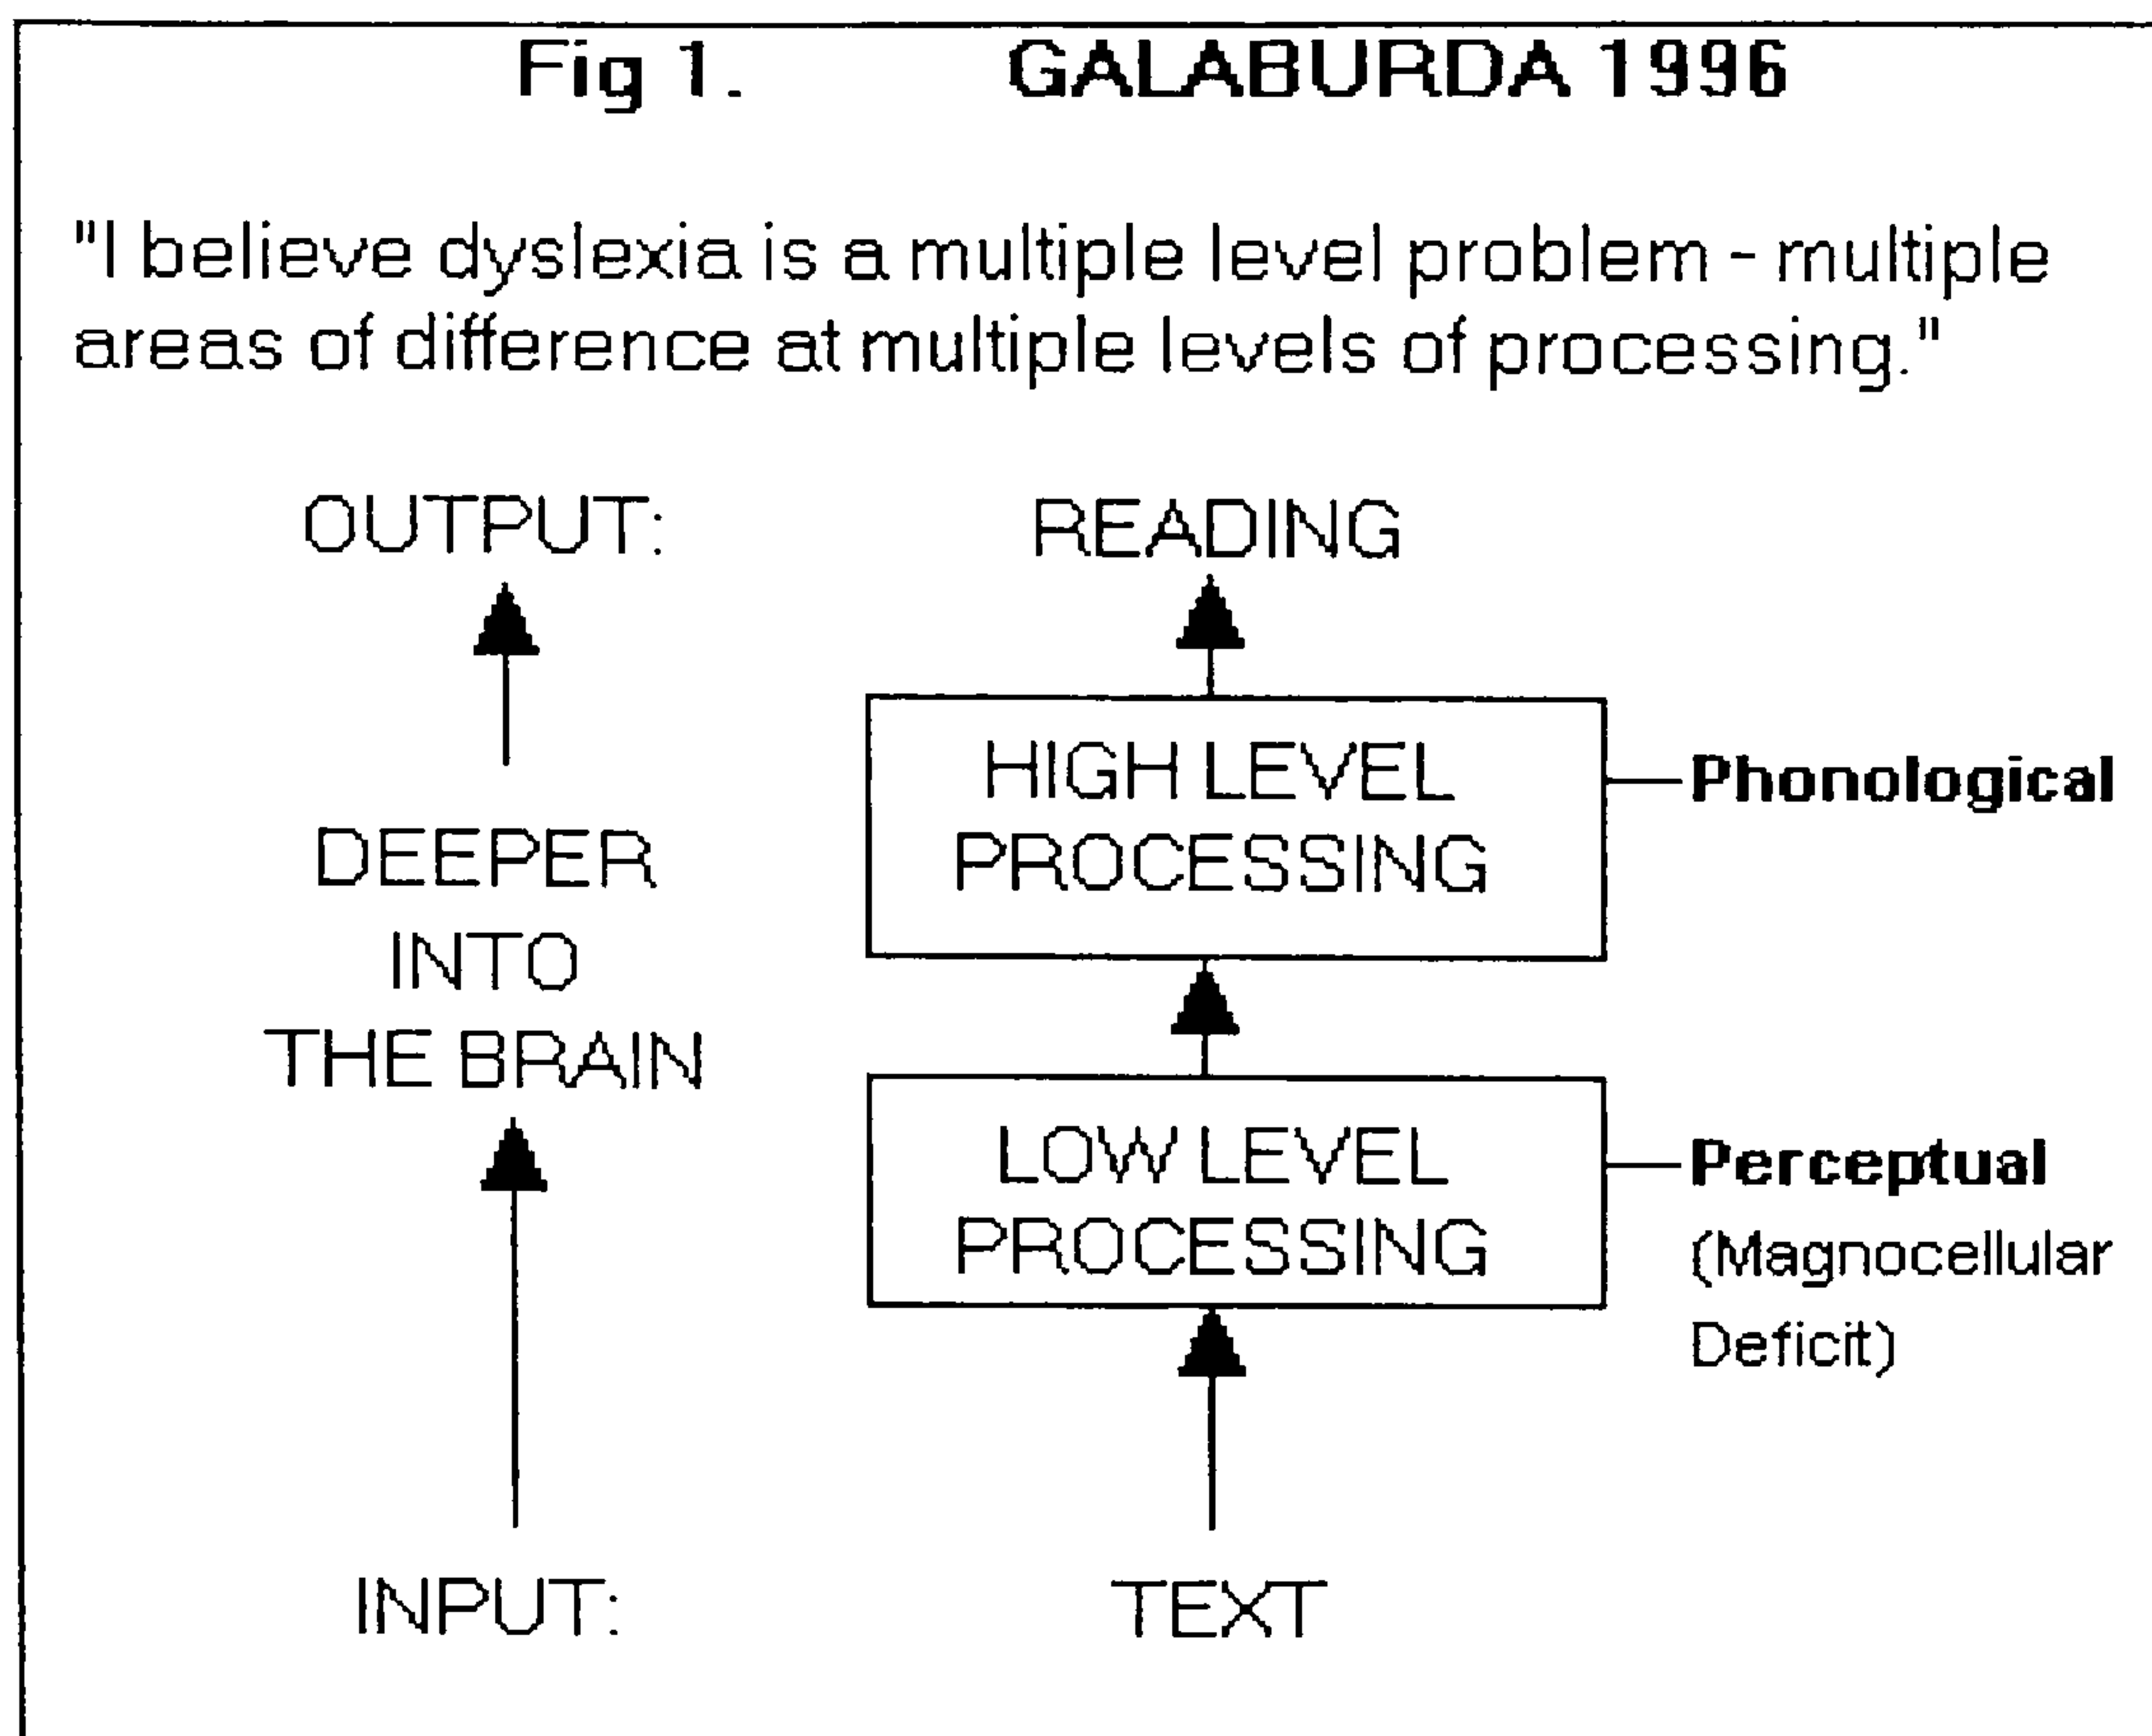 Fig 1. GALABURDA 1996
"I believe dyslexia is a multiple level problem - multiple
areas of difference at multiple levels of processing."
OUTPUT: READING
HIGH LEVEL
PROCESSING
Phonological
DEEPER
INTO
THE BRAIN
LOW LEVEL
PROCESSING
Perceptual
(Magnocellular
Deficit)
INPUT: TEXT